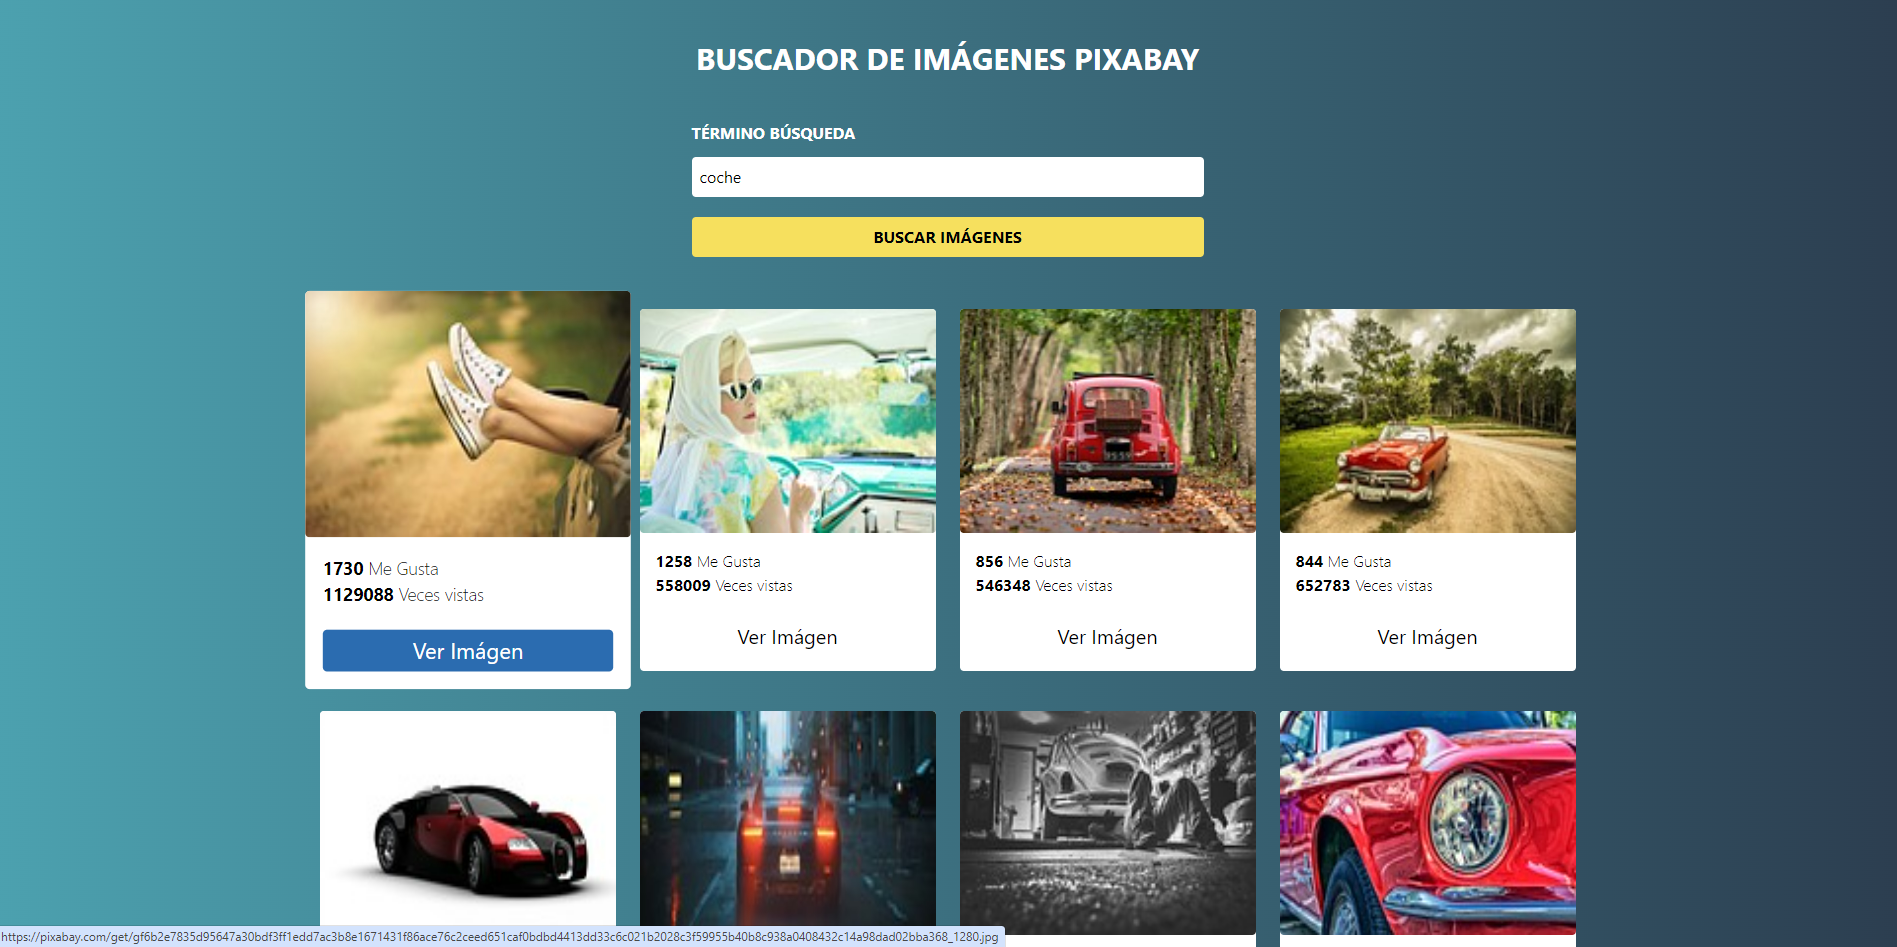 BUSCADOR DE IMÁGENES PIXABAY
TÉRMINO BÚSQUEDA
coche
BUSCAR IMÁGENES
1730 Me Gusta
1129088 Veces vistas
Ver Imágen
1258 Me Gusta
558009 Veces vistas
Ver Imágen
856 Me Gusta
546348 Veces vistas
Ver Imágen
844 Me Gusta
652783 Veces vistas
Ver Imágen
https://pixabay.com/get/gf6b2e7835d95647a30bdf3ff1edd7ac3b8e1671431f86ace76c2ceed651caf0bdbd4413dd33c6c021b2028c3f59955b40b8c938a0408432c14a98dad02bba368_1280.jpg